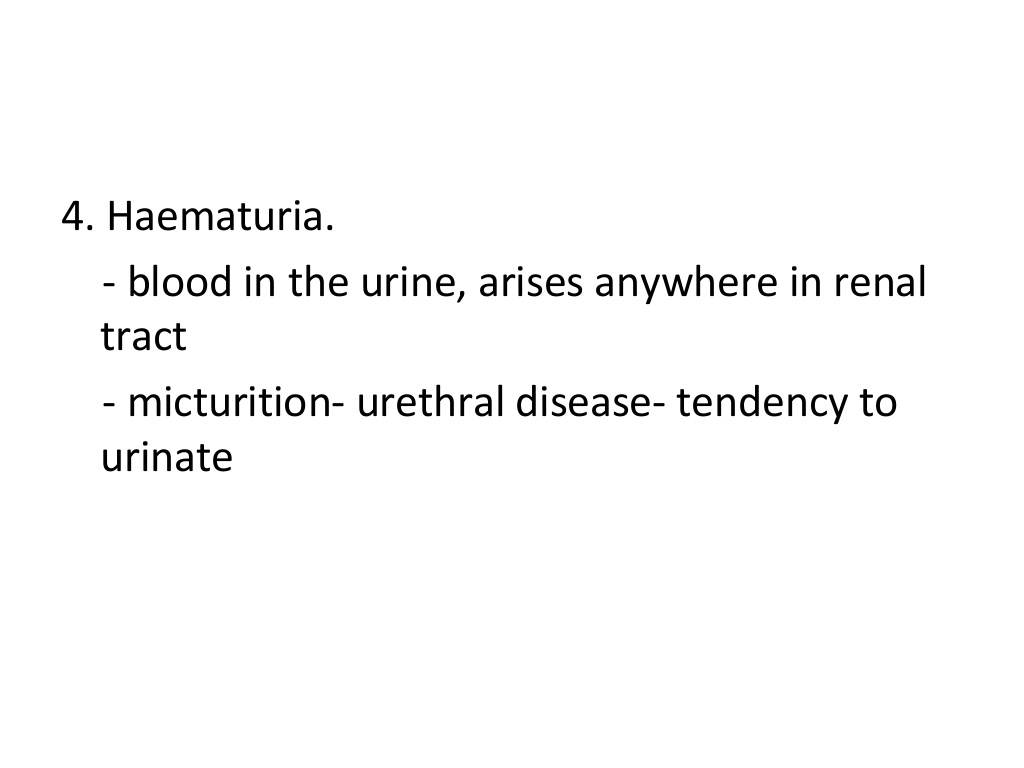 4. Haematuria.
- blood in the urine, arises anywhere in renal
tract
- micturition- urethral disease- tendency to
urinate